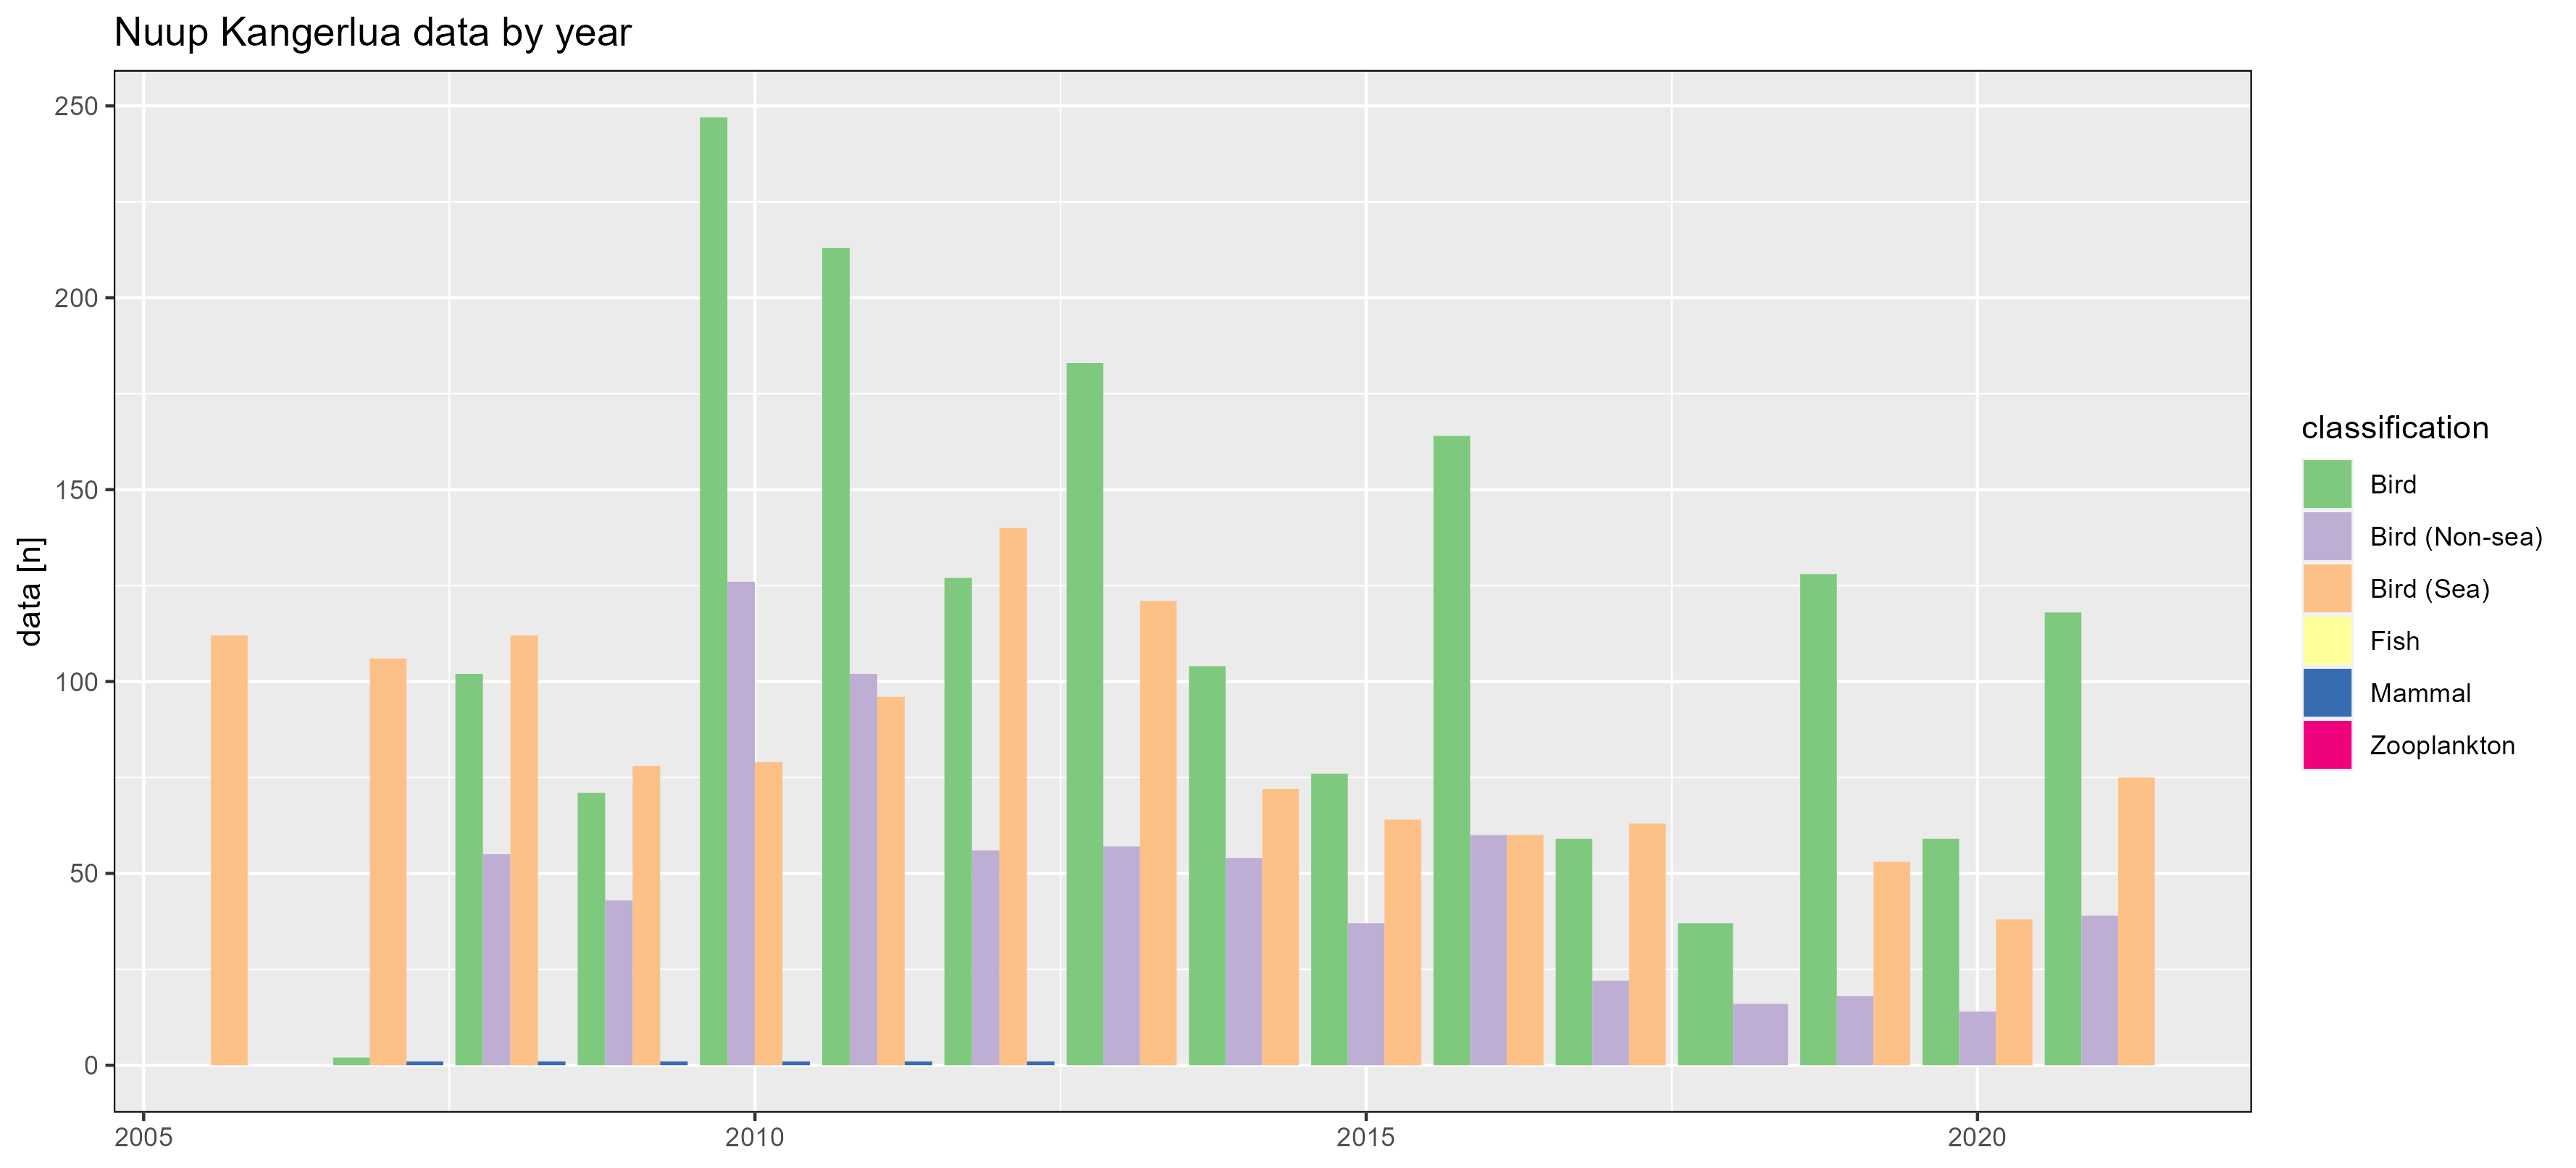 Nuup Kangerlua data by year
250
200
150
100
50
0
data [n]
2005
2010
2015
2020
classification
Bird
Bird (Non-sea)
Bird (Sea)
Fish
Mammal
Zooplankton